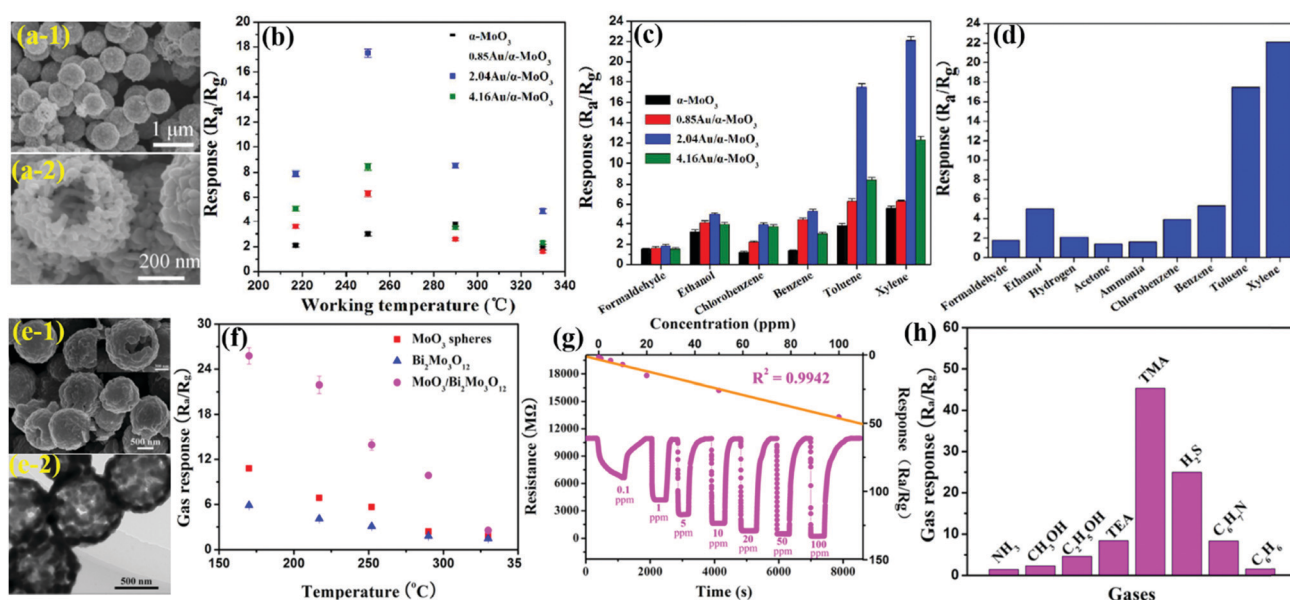 (a-1)
1 μm
(a-2)
200 nm
(b)
Response (Ra/Rg)
20
18
16
14
12
10
8
6
4
2
0
α-MoO3
0.85Au/α-MoO3
2.04Au/α-MoO3
4.16Au/α-MoO3
200 220 240 260 280 300 320 340
Working temperature (℃)
(c)
Response (Ra/Rg)
24
22
20
18
16
14
12
10
8
6
4
2
0
α-MoO3
0.85Au/α-MoO3
2.04Au/α-MoO3
4.16Au/α-MoO3
Formaldehyde
Ethanol
Chlorobenzene
Benzene
Toluene
Xylene
(d)
Response (Ra/Rg)
24
22
20
18
16
14
12
10
8
6
4
2
0
Formaldehyde
Ethanol
Hydrogen
Acetone
Ammonia
Chlorobenzene
Benzene
Toluene
Xylene
(e-1)
500 nm
(e-2)
500 nm
(f)
Gas response (Ra/Rg)
30
24
18
12
6
0
MoO3 spheres
Bi2Mo3O12
MoO3/Bi2Mo3O12
150 200 250 300 350
Temperature (°C)
(g)
Concentration (ppm)
0 20 40 60 80 100
Resistance (MΩ)
18000
15000
12000
9000
6000
3000
0
R2 = 0.9942
0
50
100
150
Response (Ra/Rg)
0.1 ppm
1 ppm
5 ppm
10 ppm
20 ppm
50 ppm
100 ppm
0 2000 4000 6000 8000
Time (s)
(h)
Gas response (Ra/Rg)
60
50
40
30
20
10
0
NH3
CH3OH
C2H5OH
TEA
TMA
H2S
C6H7N
C6H6
Gases